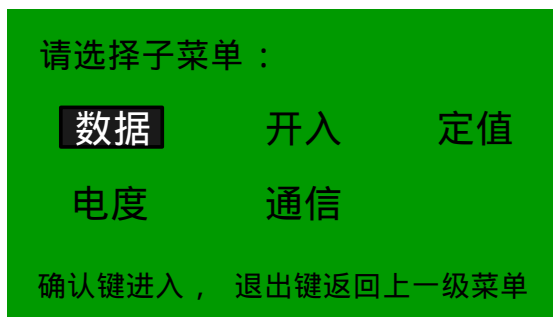 请选择子菜单：
数据 开入 定值
电度 通信
确认键进入， 退出键返回上一级菜单